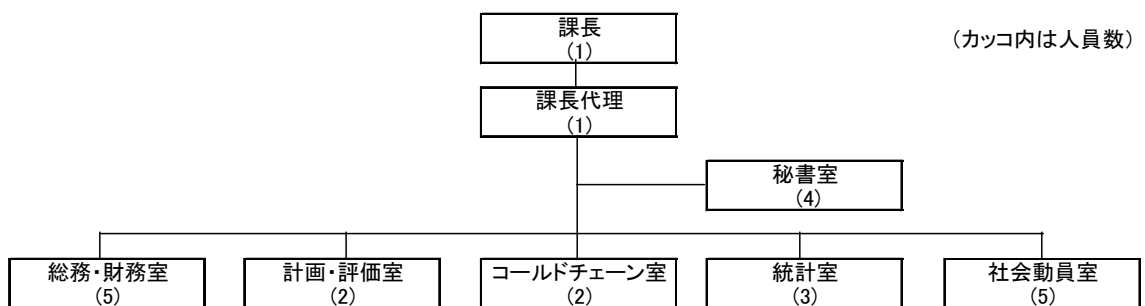 課長
(1)
(カッコ内は人員数)
課長代理
(1)
秘書室
(4)
総務・財務室
(5)
計画・評価室
(2)
コールドチェーン室
(2)
統計室
(3)
社会動員室
(5)